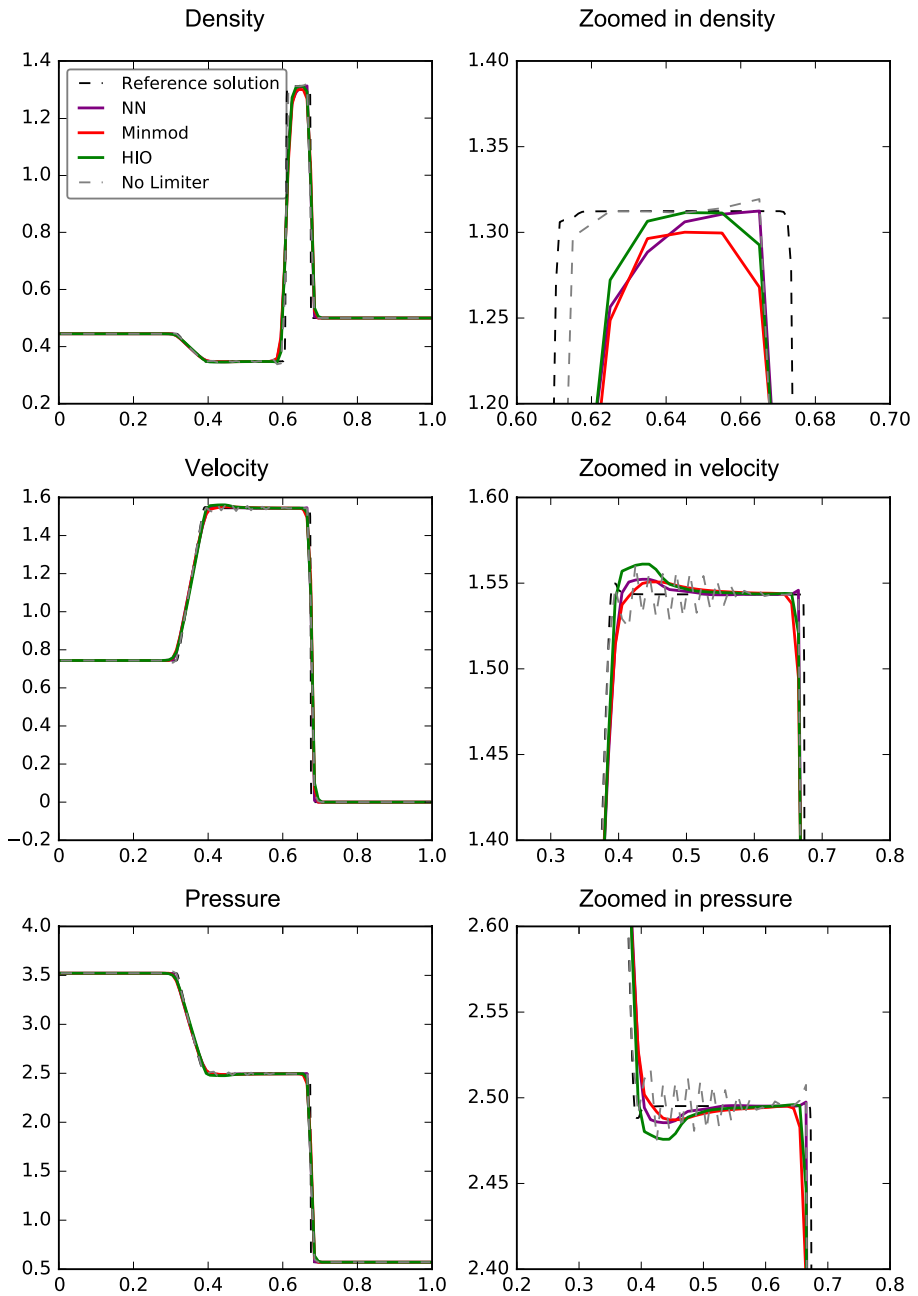 Density
Zoomed in density
1.4
1.2
1.0
0.8
0.6
0.4
0.2
Reference solution
NN
Minmod
HIO
No Limiter
0 0.2 0.4 0.6 0.8 1.0
1.40
1.35
1.30
1.25
1.20
0.60 0.62 0.64 0.66 0.68 0.70
Velocity
Zoomed in velocity
1.6
1.4
1.2
1.0
0.8
0.6
0.4
0.2
0
−0.2
0 0.2 0.4 0.6 0.8 1.0
1.60
1.55
1.50
1.45
1.40
0.3 0.4 0.5 0.6 0.7 0.8
Pressure
Zoomed in pressure
4.0
3.5
3.0
2.5
2.0
1.5
1.0
0.5
0 0.2 0.4 0.6 0.8 1.0
2.60
2.55
2.50
2.45
2.40
0.2 0.3 0.4 0.5 0.6 0.7 0.8